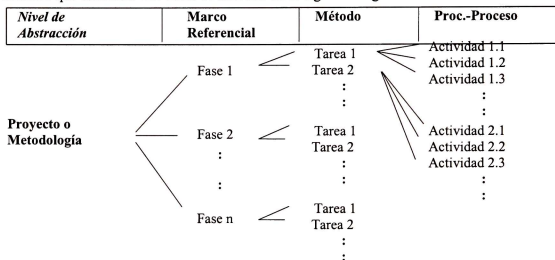 Nivel de Abstracción
Marco Referencial
Método
Proc.-Proceso
Proyecto o Metodología
Fase 1
Tarea 1
Tarea 2
:
:
Actividad 1.1
Actividad 1.2
Actividad 1.3
:
:
Actividad 2.1
Actividad 2.2
Actividad 2.3
:
:
Fase 2
:
:
Tarea 1
Tarea 2
:
:
Fase n
Tarea 1
Tarea 2
:
: